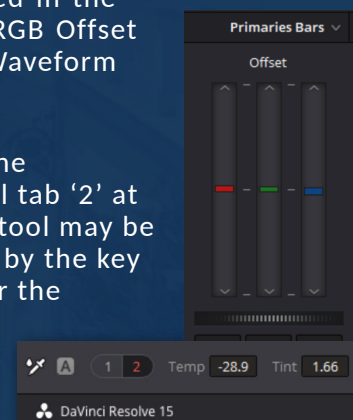 RGB Offset
Waveform
tab ‘2’ at
tool may be
by the key
the
Primaries Bars
Offset
A 1 2 Temp -28.9 Tint 1.66
DaVinci Resolve 15